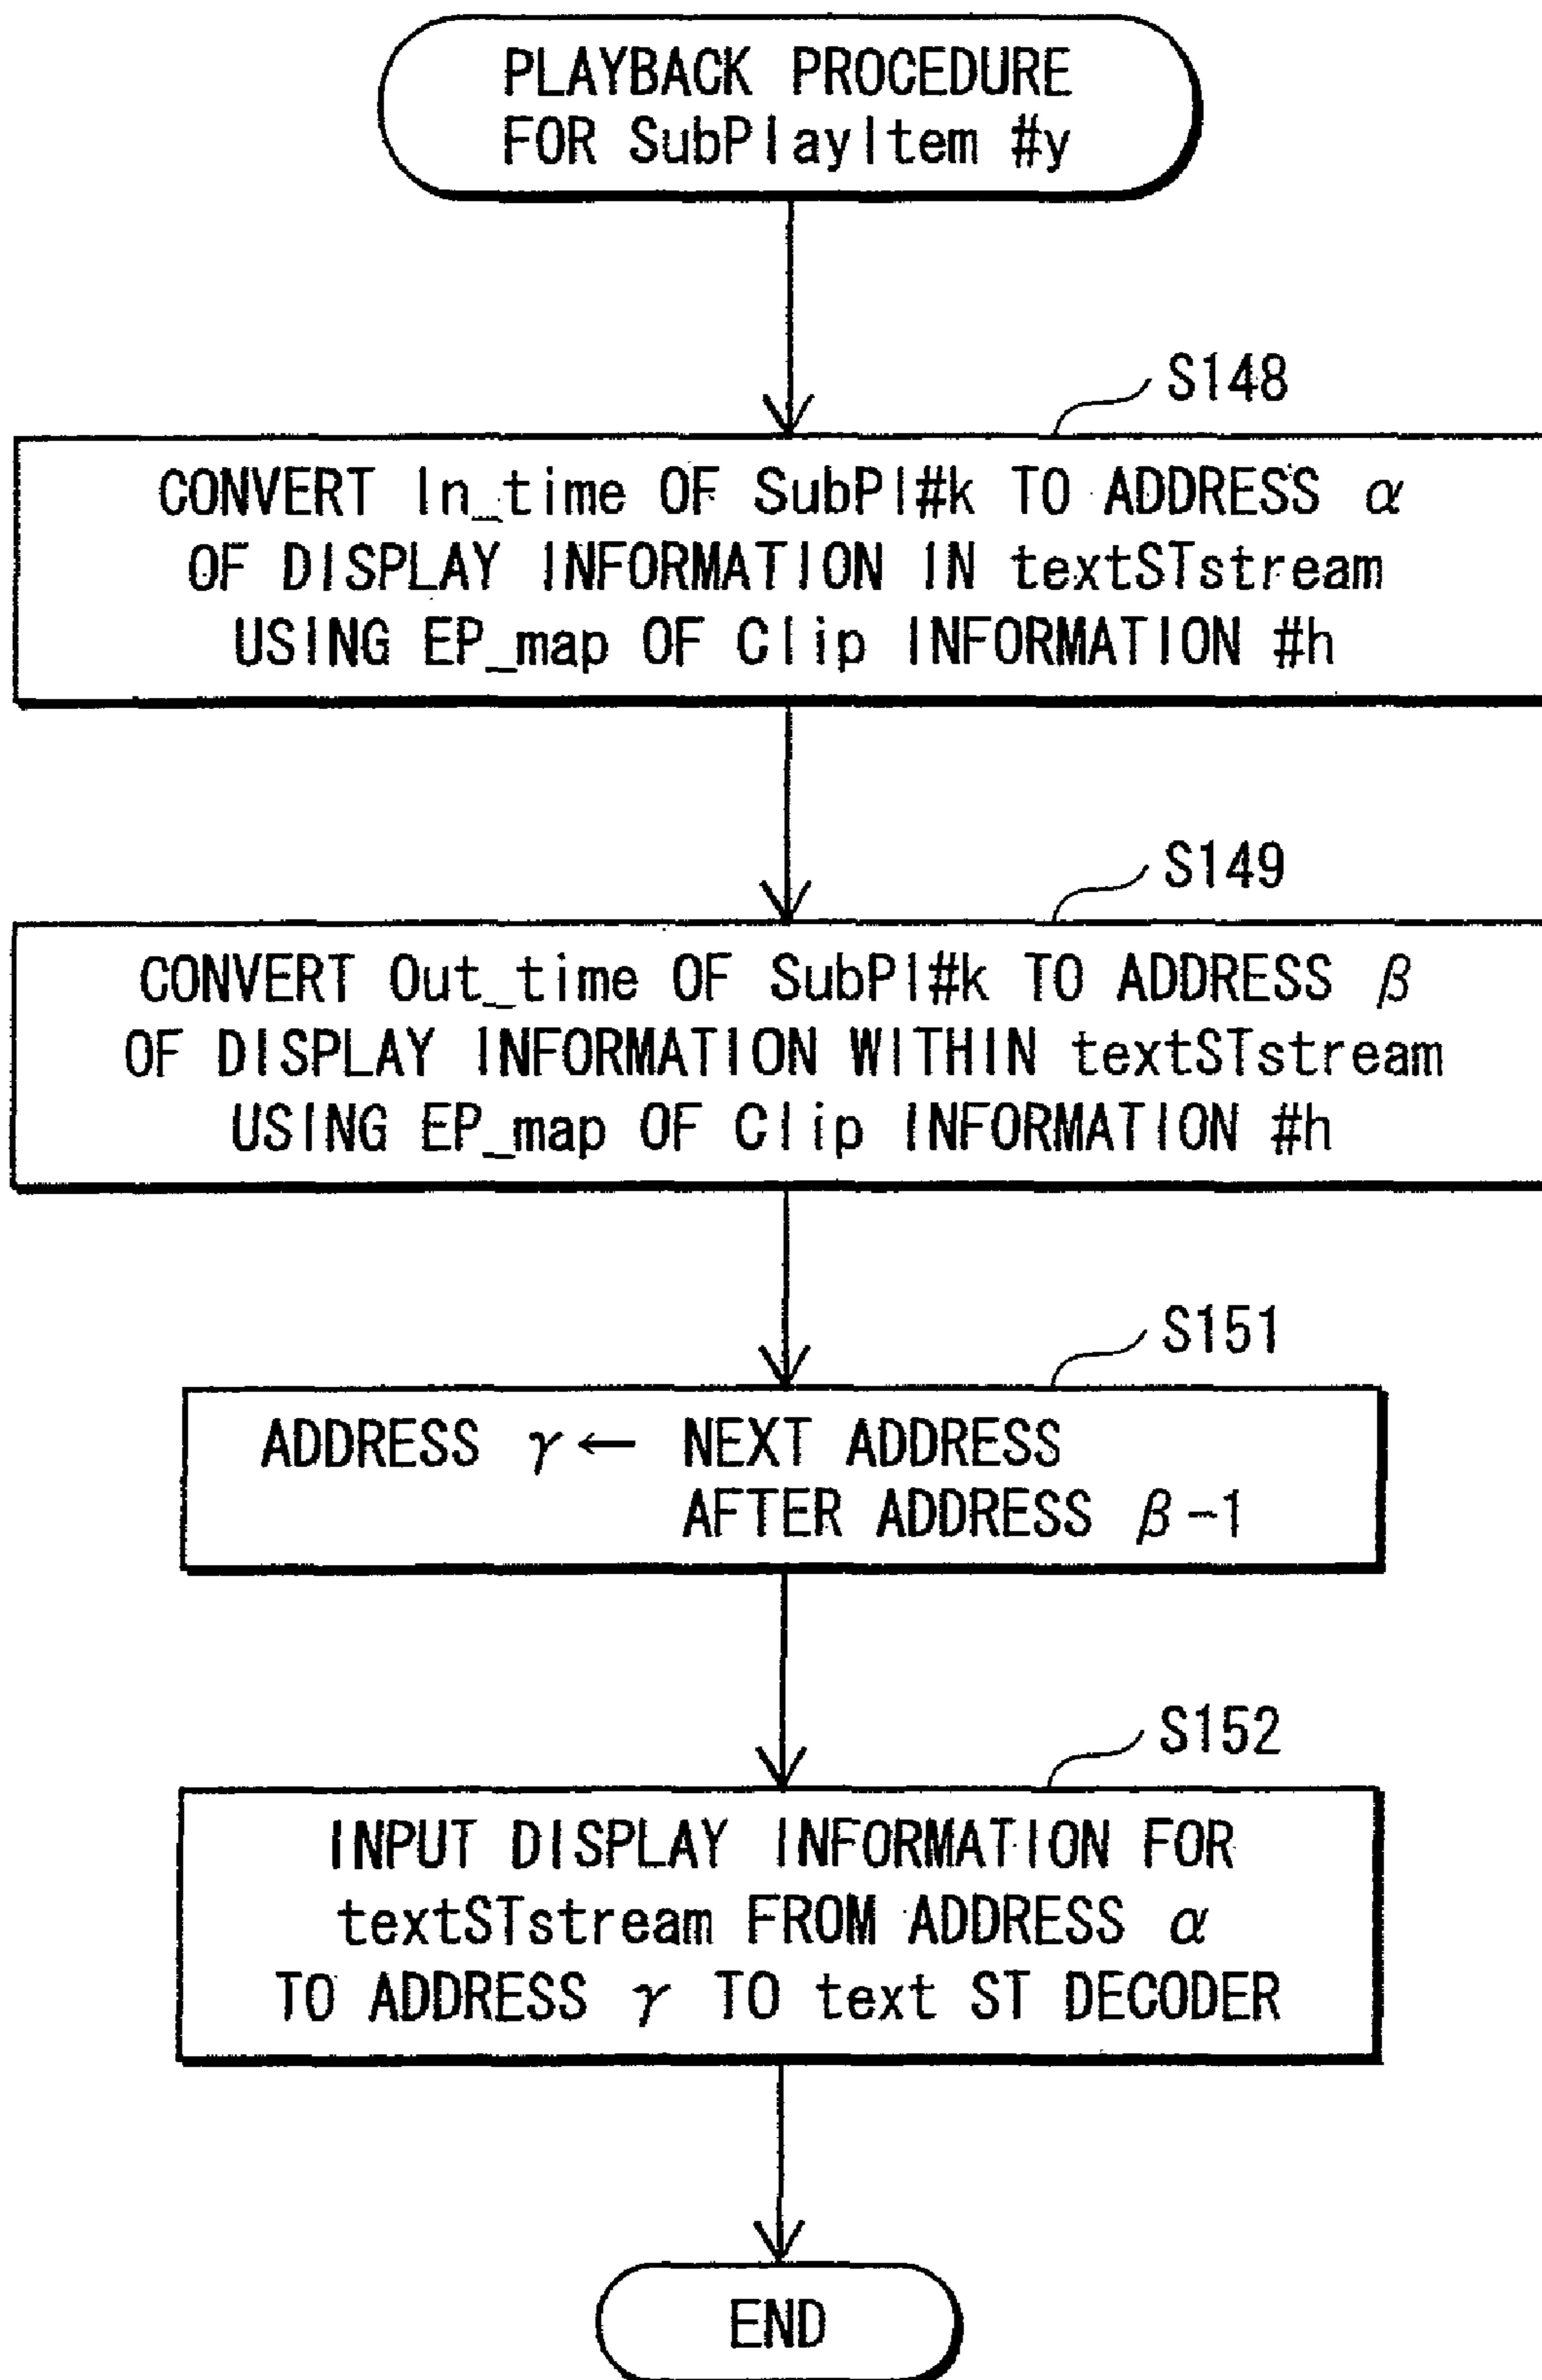 PLAYBACK PROCEDURE
FOR SubPlayItem #y
S148
CONVERT In_time OF SubPl#k TO ADDRESS α
OF DISPLAY INFORMATION IN textSTstream
USING EP_map OF Clip INFORMATION #h
S149
CONVERT Out_time OF SubPl#k TO ADDRESS β
OF DISPLAY INFORMATION WITHIN textSTstream
USING EP_map OF Clip INFORMATION #h
S151
ADDRESS γ ← NEXT ADDRESS
AFTER ADDRESS β-1
S152
INPUT DISPLAY INFORMATION FOR
textSTstream FROM ADDRESS α
TO ADDRESS γ TO text ST DECODER
END